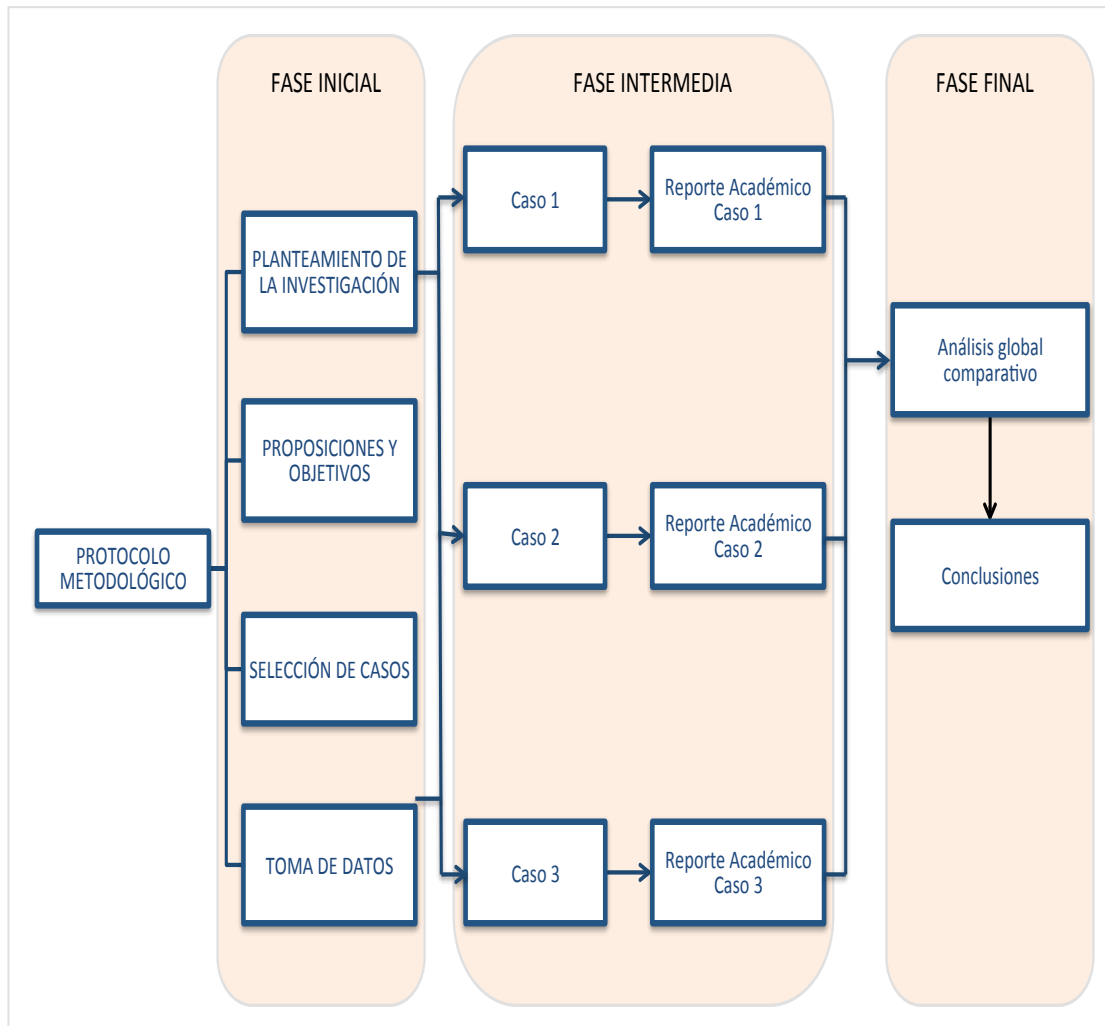 FASE INICIAL
FASE INTERMEDIA
FASE FINAL
PROTOCOLO
METODOLÓGICO
PLANTEAMIENTO DE
LA INVESTIGACIÓN
PROPOSICIONES Y
OBJETIVOS
SELECCIÓN DE CASOS
TOMA DE DATOS
Caso 1
Reporte Académico
Caso 1
Caso 2
Reporte Académico
Caso 2
Caso 3
Reporte Académico
Caso 3
Análisis global
comparativo
Conclusiones